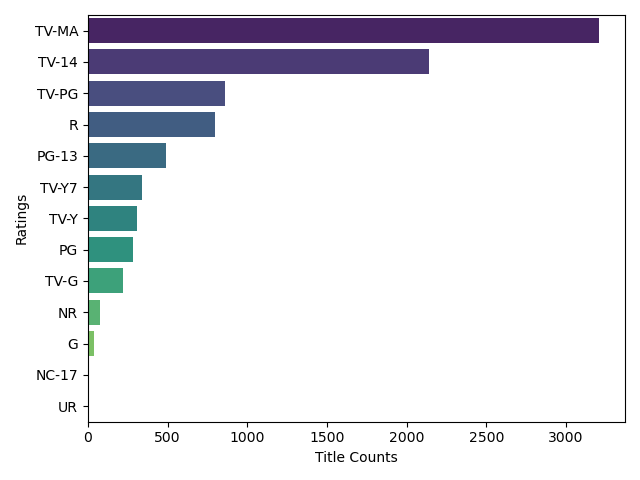 TV-MA
TV-14
TV-PG
R
PG-13
TV-Y7
TV-Y
PG
TV-G
NR
G
NC-17
UR
Ratings
0 500 1000 1500 2000 2500 3000
Title Counts